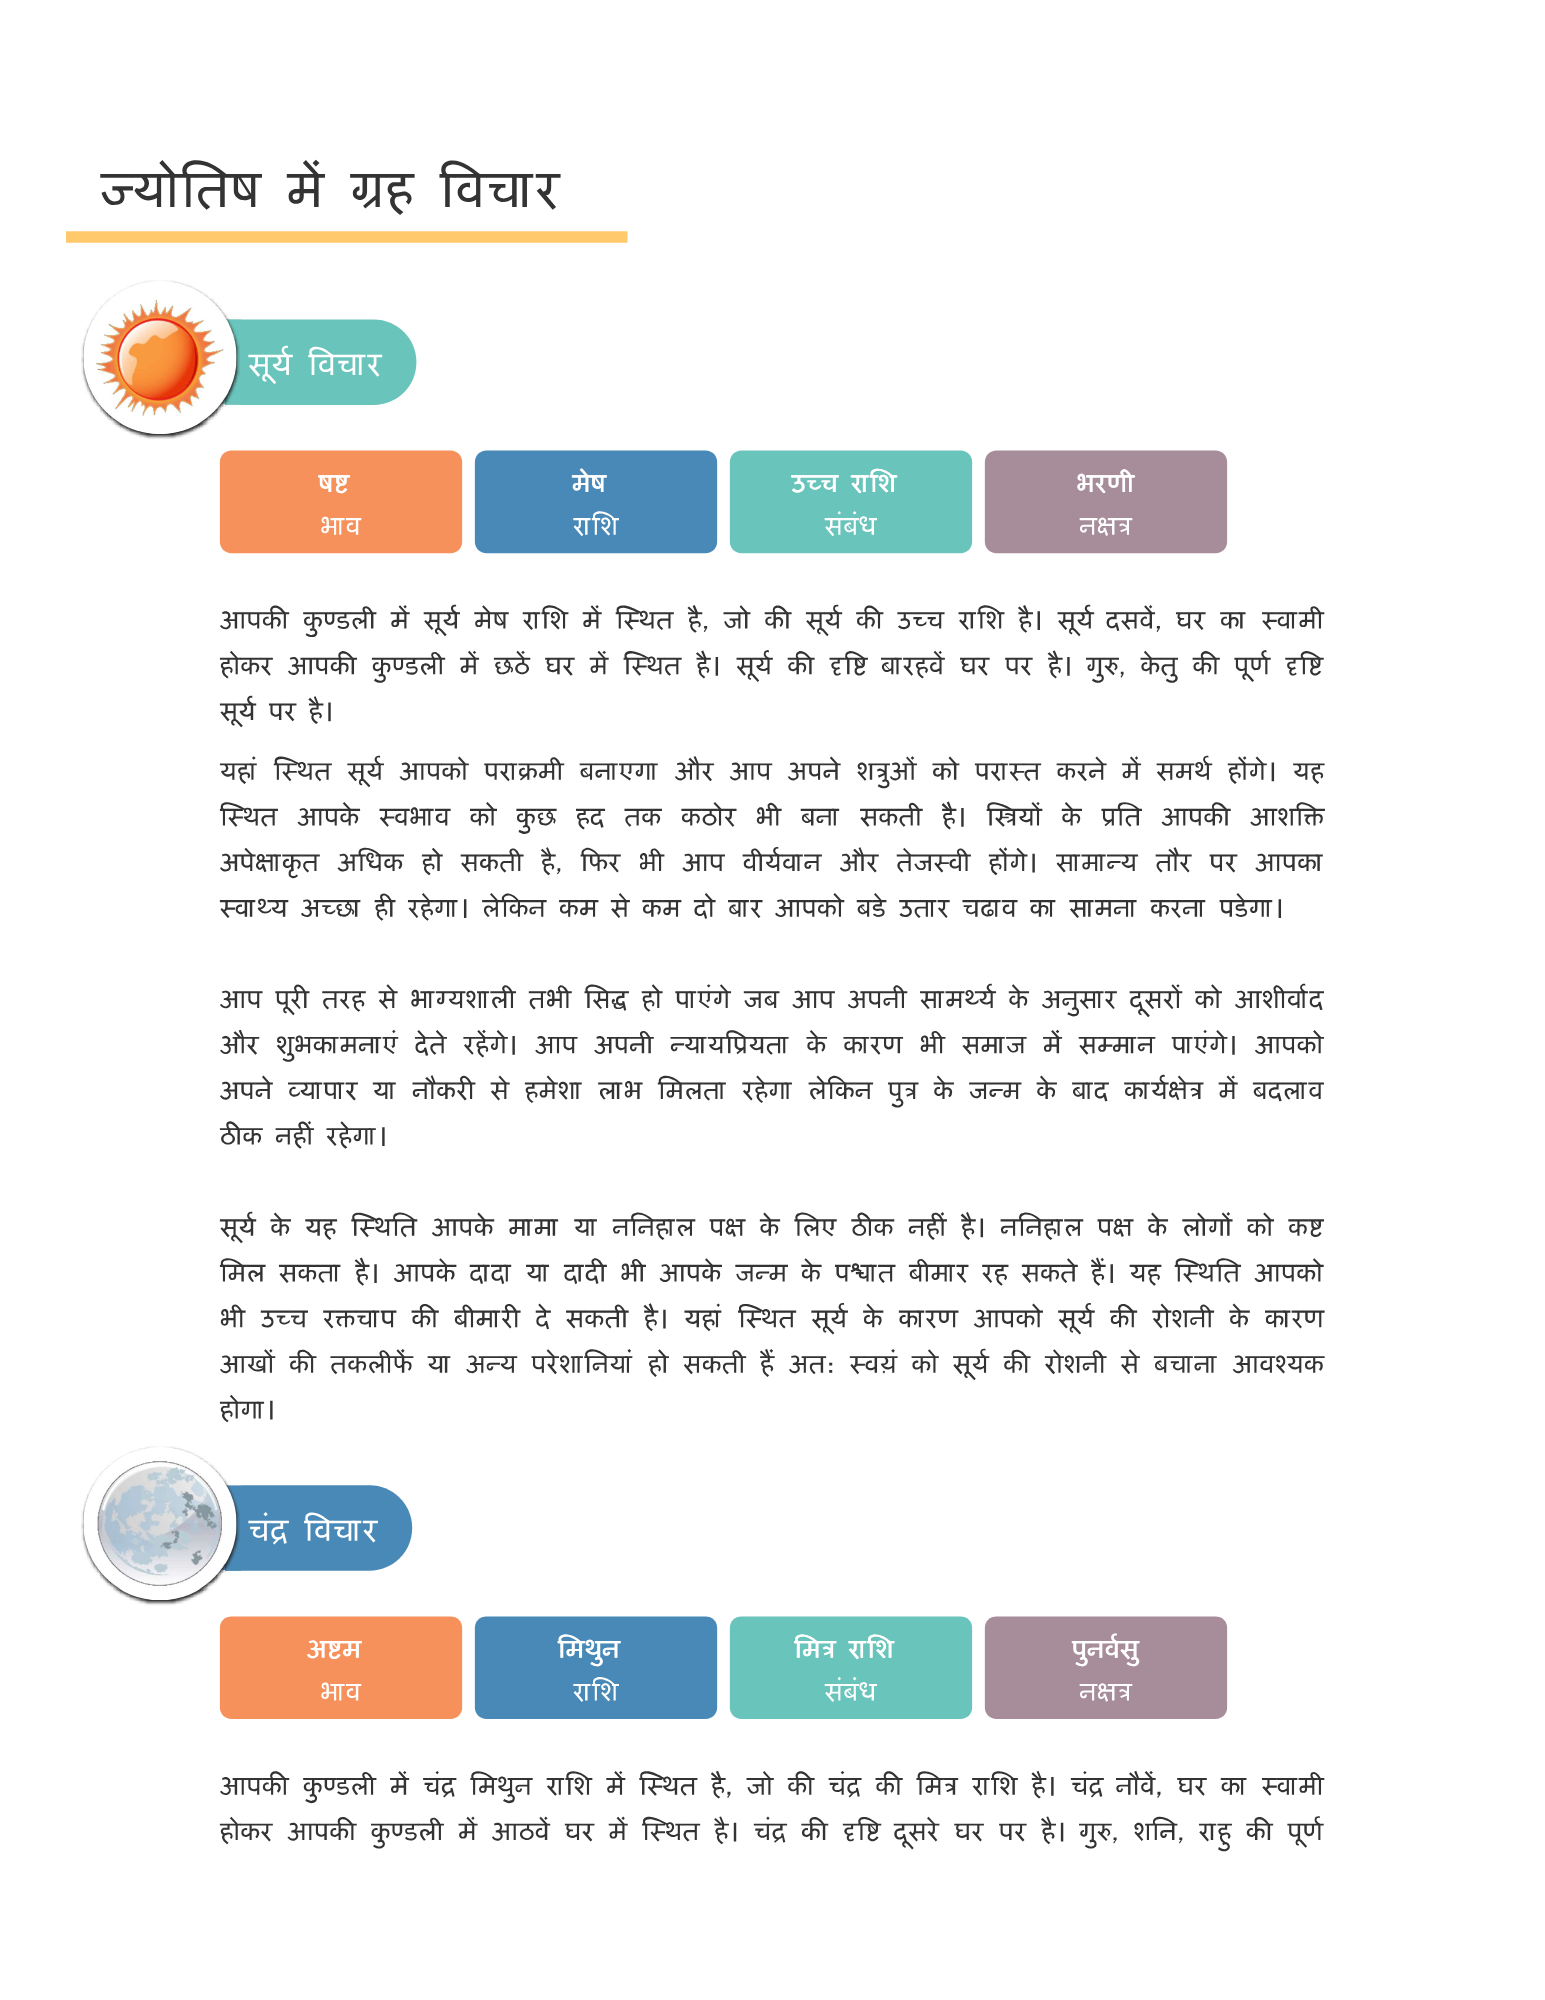 ज्योतिष में ग्रह विचार
सूर्य विचार
षष्ट
भाव
मेष
राशि
उच्च राशि
संबंध
भरणी
नक्षत्र
आपकी कुण्डली में सूर्य मेष राशि में स्थित है, जो की सूर्य की उच्च राशि है। सूर्य दसवें, घर का स्वामी
होकर आपकी कुण्डली में छठें घर में स्थित है। सूर्य की दृष्टि बारहवें घर पर है। गुरु, केतु की पूर्ण दृष्टि
सूर्य पर है।
यहां स्थित सूर्य आपको पराक्रमी बनाएगा और आप अपने शत्रुओं को परास्त करने में समर्थ होंगे। यह
स्थित आपके स्वभाव को कुछ हद तक कठोर भी बना सकती है। स्त्रियों के प्रति आपकी आशक्ति
अपेक्षाकृत अधिक हो सकती है, फिर भी आप वीर्यवान और तेजस्वी होंगे। सामान्य तौर पर आपका
स्वाथ्य अच्छा ही रहेगा। लेकिन कम से कम दो बार आपको बडे उतार चढाव का सामना करना पडेगा।
आप पूरी तरह से भाग्यशाली तभी सिद्ध हो पाएंगे जब आप अपनी सामर्थ्य के अनुसार दूसरों को आशीर्वाद
और शुभकामनाएं देते रहेंगे। आप अपनी न्यायप्रियता के कारण भी समाज में सम्मान पाएंगे। आपको
अपने व्यापार या नौकरी से हमेशा लाभ मिलता रहेगा लेकिन पुत्र के जन्म के बाद कार्यक्षेत्र में बदलाव
ठीक नहीं रहेगा।
सूर्य के यह स्थिति आपके मामा या ननिहाल पक्ष के लिए ठीक नहीं है। ननिहाल पक्ष के लोगों को कष्ट
मिल सकता है। आपके दादा या दादी भी आपके जन्म के पश्चात बीमार रह सकते हैं। यह स्थिति आपको
भी उच्च रक्तचाप की बीमारी दे सकती है। यहां स्थित सूर्य के कारण आपको सूर्य की रोशनी के कारण
आखों की तकलीफें या अन्य परेशानियां हो सकती हैं अत: स्वय़ं को सूर्य की रोशनी से बचाना आवश्यक
होगा।
चंद्र विचार
अष्टम
भाव
मिथुन
राशि
मित्र राशि
संबंध
पुनर्वसु
नक्षत्र
आपकी कुण्डली में चंद्र मिथुन राशि में स्थित है, जो की चंद्र की मित्र राशि है। चंद्र नौवें, घर का स्वामी
होकर आपकी कुण्डली में आठवें घर में स्थित है। चंद्र की दृष्टि दूसरे घर पर है। गुरु, शनि, राहु की पूर्ण